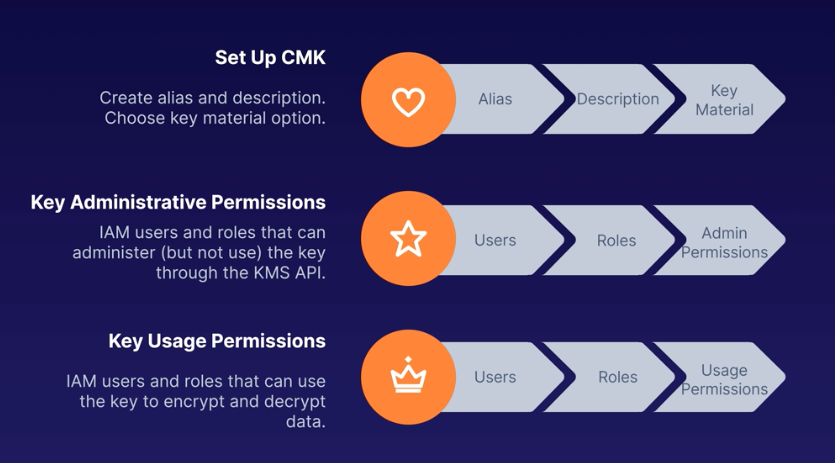 Set Up CMK
Create alias and description.
Choose key material option.
Alias
Description
Key
Material
Key Administrative Permissions
IAM users and roles that can
administer (but not use) the key
through the KMS API.
Users
Roles
Admin
Permissions
Key Usage Permissions
IAM users and roles that can use
the key to encrypt and decrypt
data.
Users
Roles
Usage
Permissions